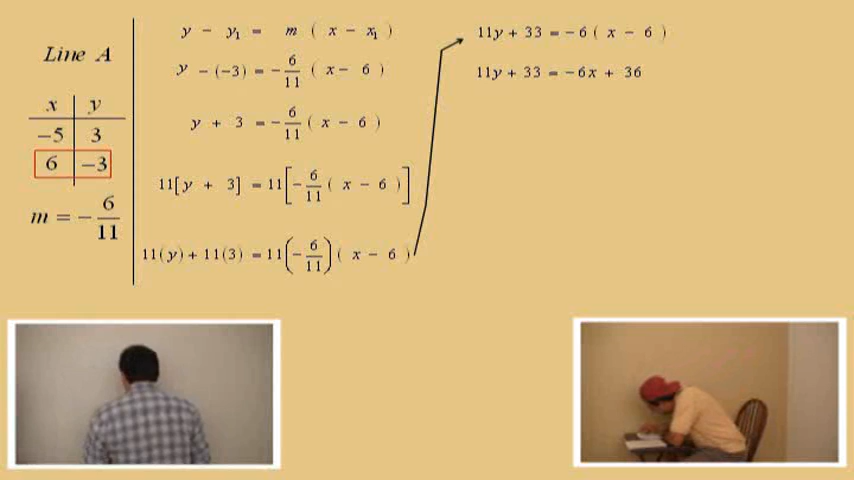 Line A
x y
−5 3
6 −3
m = − 6/11
y − y₁ = m ( x − x₁ )
y − (−3) = − 6/11 ( x − 6 )
y + 3 = − 6/11 ( x − 6 )
11[ y + 3 ] = 11[ − 6/11 ( x − 6 ) ]
11(y) + 11(3) = 11( − 6/11 ) ( x − 6 )
11y + 33 = −6 ( x − 6 )
11y + 33 = −6x + 36